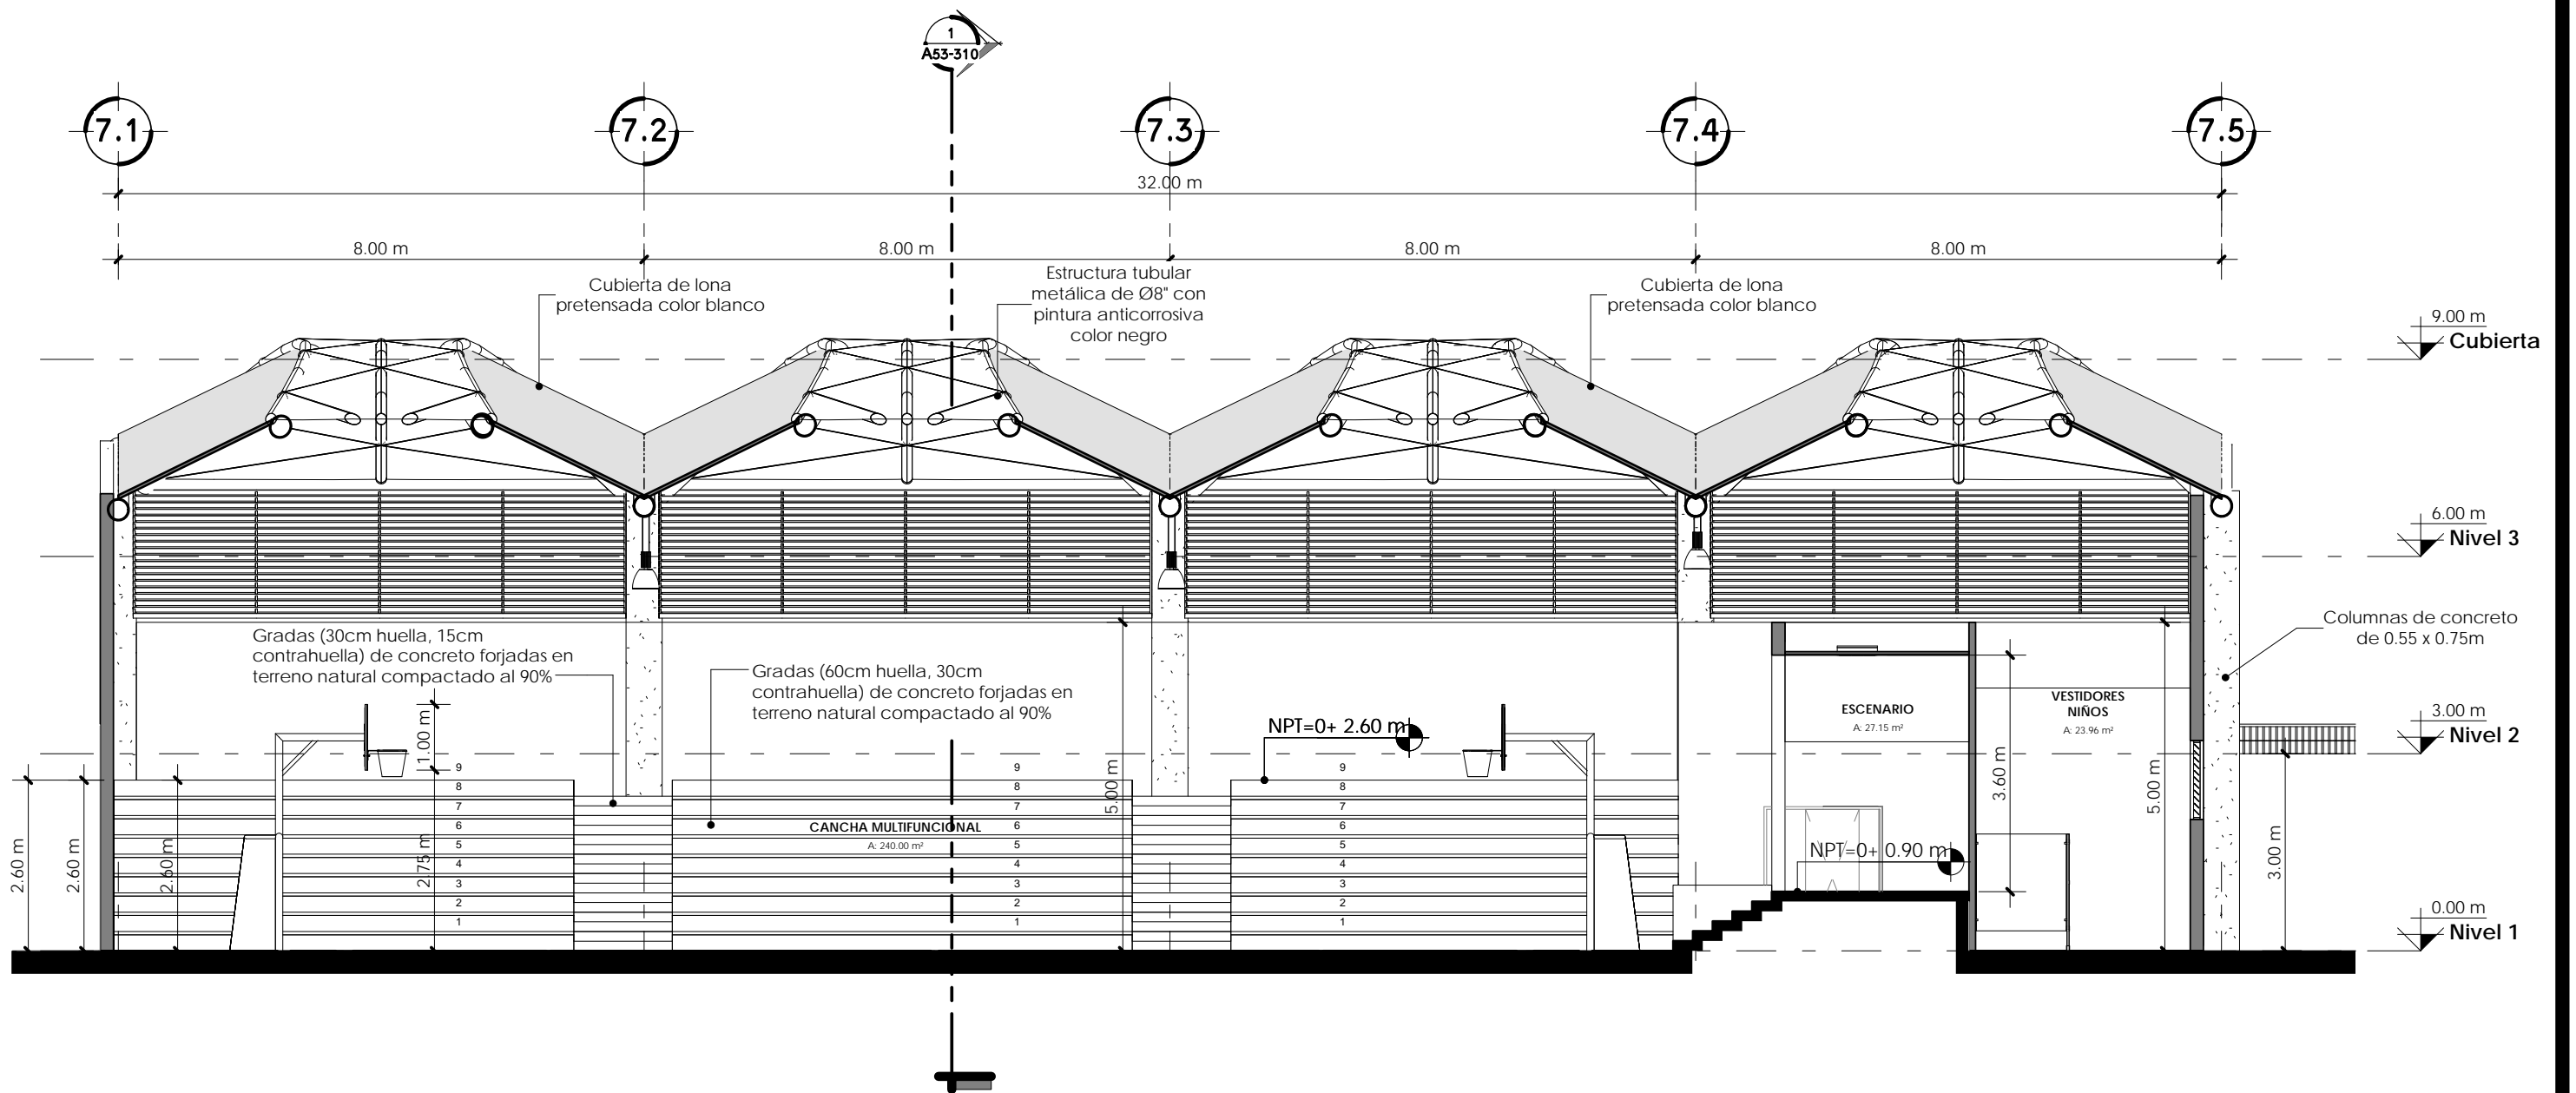 1
A53-310
7.1
7.2
7.3
7.4
7.5
32.00 m
8.00 m
8.00 m
8.00 m
8.00 m
Cubierta de lona
pretensada color blanco
Estructura tubular
metálica de Ø8" con
pintura anticorrosiva
color negro
Cubierta de lona
pretensada color blanco
9.00 m
Cubierta
6.00 m
Nivel 3
Columnas de concreto
de 0.55 x 0.75m
Gradas (30cm huella, 15cm
contrahuella) de concreto forjadas en
terreno natural compactado al 90%
Gradas (60cm huella, 30cm
contrahuella) de concreto forjadas en
terreno natural compactado al 90%
NPT=0+ 2.60 m
ESCENARIO
A: 27.15 m²
VESTIDORES
NIÑOS
A: 23.96 m²
3.00 m
Nivel 2
1.00 m
5.00 m
3.60 m
5.00 m
9
8
7
6
5
4
3
2
1
9
8
7
6
5
4
3
2
1
9
8
7
6
5
4
3
2
1
CANCHA MULTIFUNCIONAL
A: 240.00 m²
2.60 m
2.60 m
2.60 m
2.75 m
NPT=0+ 0.90 m
3.00 m
0.00 m
Nivel 1